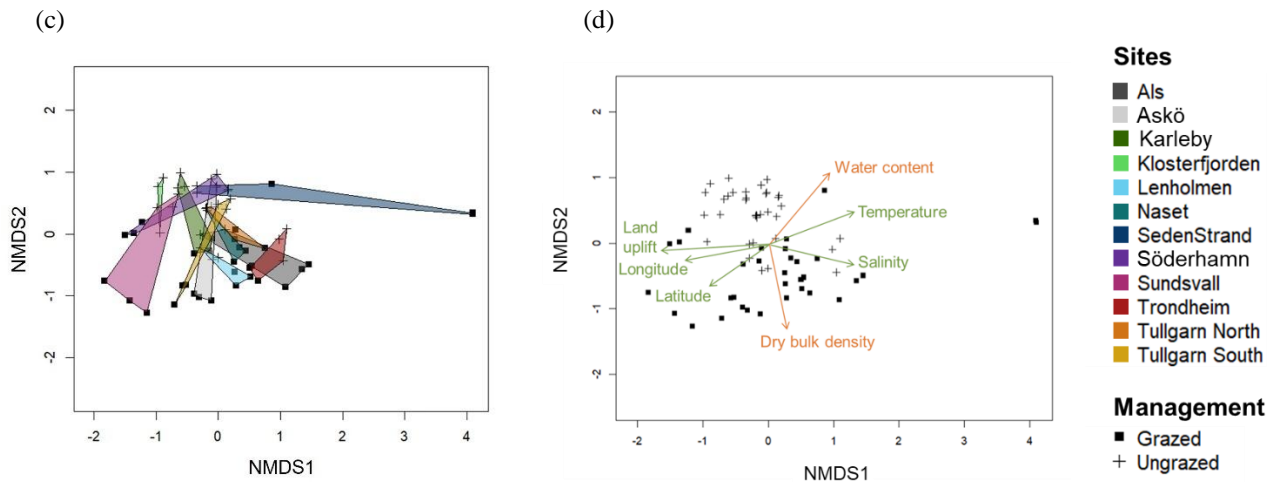 (c)
(d)
NMDS2
2
1
0
-1
-2
-2
-1
0
1
2
3
4
NMDS1
NMDS2
2
1
0
-1
-2
-2
-1
0
1
2
3
4
NMDS1
Water content
Temperature
Land
uplift
Longitude
Salinity
Latitude
Dry bulk density
Sites
Als
Askö
Karleby
Klosterfjorden
Lenholmen
Naset
SedenStrand
Söderhamn
Sundsvall
Trondheim
Tullgarn North
Tullgarn South
Management
Grazed
Ungrazed